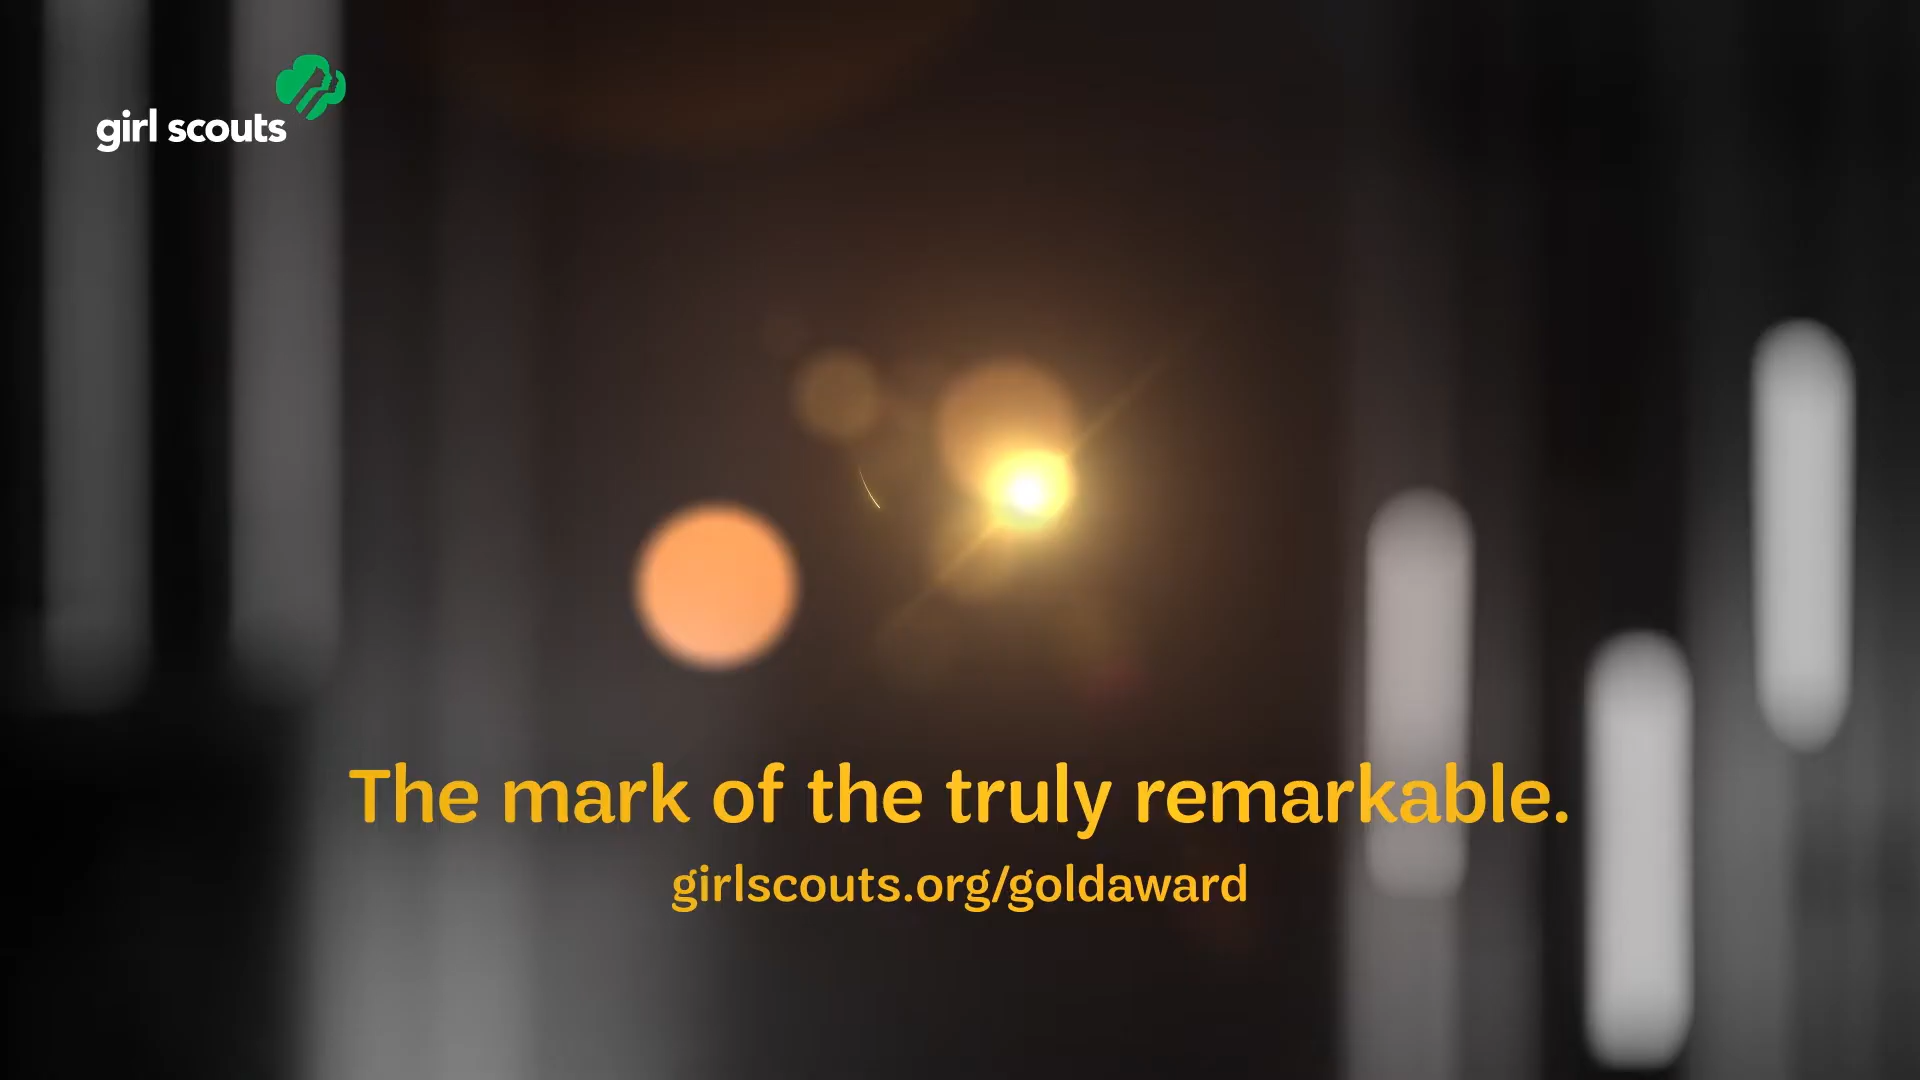 girl scouts
The mark of the truly remarkable.
girlscouts.org/goldaward